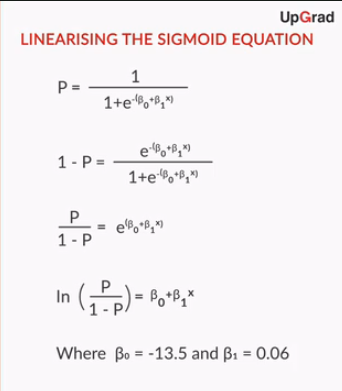 UpGrad
LINEARISING THE SIGMOID EQUATION
P = 1 / 1+e^-(β₀+β₁x)
1 - P = e^-(β₀+β₁x) / 1+e^-(β₀+β₁x)
P / 1 - P = e^(β₀+β₁x)
ln (P / 1 - P) = β₀+β₁x
Where β₀ = -13.5 and β₁ = 0.06